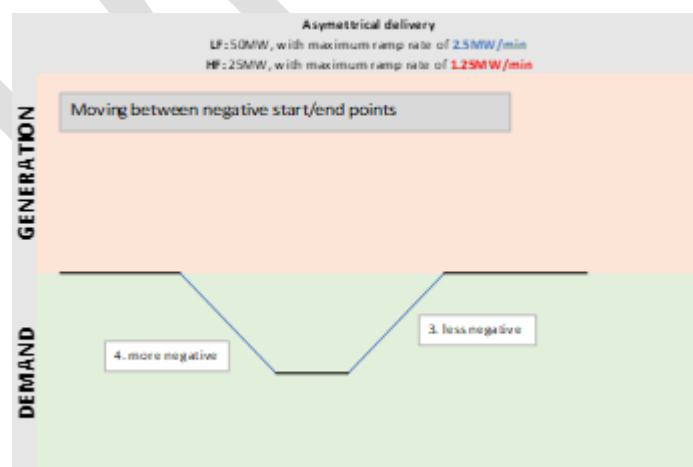 Asymettrical delivery
LF: 50MW, with maximum ramp rate of 2.5MW/min
HF: 25MW, with maximum ramp rate of 1.25MW/min
Moving between negative start/end points
GENERATION
3. less negative
4. more negative
DEMAND